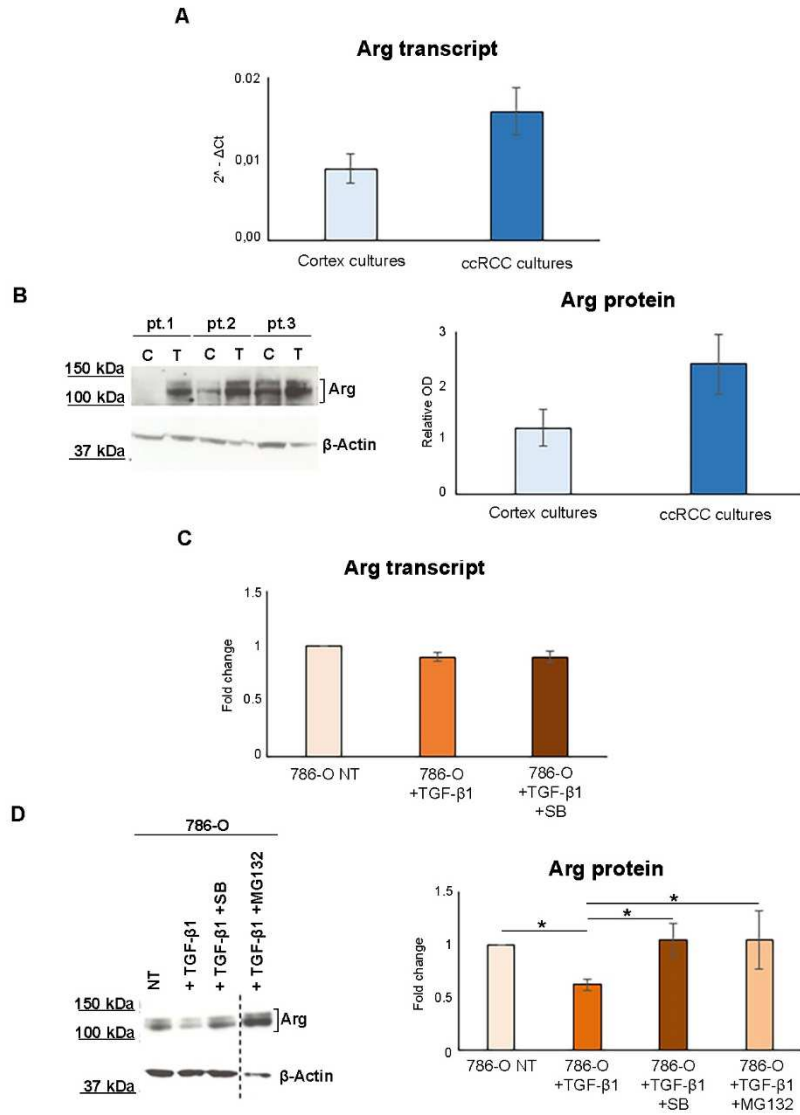 A
Arg transcript
0.02
0,01
0,00
2^ - ΔCt
Cortex cultures
ccRCC cultures
B
pt.1 pt.2 pt.3
C T C T C T
150 kDa
100 kDa
Arg
37 kDa
β-Actin
Arg protein
3
2
1
0
Relative OD
Cortex cultures
ccRCC cultures
C
Arg transcript
1.5
1
0.5
0
Fold change
786-O NT
786-O
+TGF-β1
786-O
+TGF-β1
+SB
D
786-O
NT
+ TGF-β1
+ TGF-β1 +SB
+ TGF-β1 +MG132
150 kDa
100 kDa
Arg
β-Actin
37 kDa
Arg protein
1.5
1
0.5
0
Fold change
*
*
*
786-O NT
786-O
+TGF-β1
786-O
+TGF-β1
+SB
786-O
+TGF-β1
+MG132